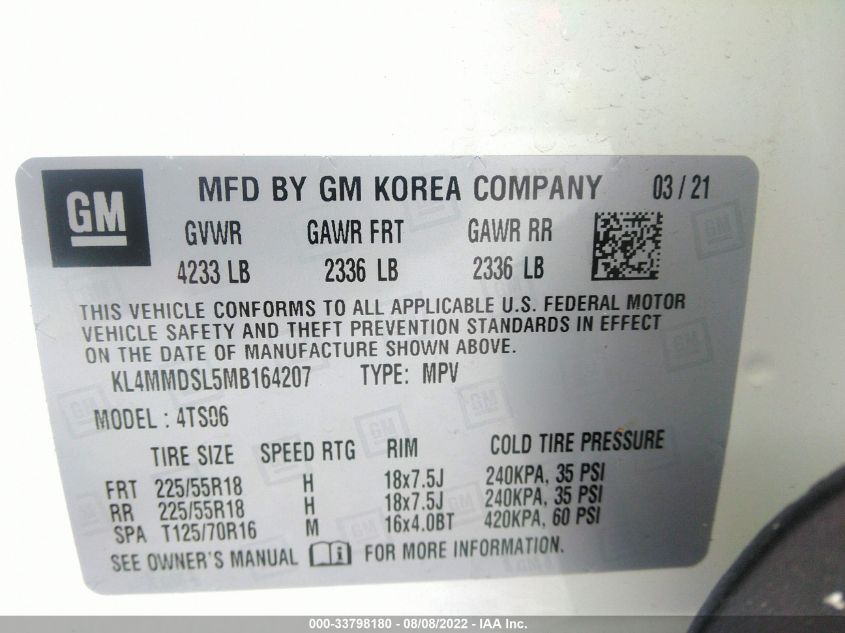 GM
MFD BY GM KOREA COMPANY 03 / 21
GVWR GAWR FRT GAWR RR
4233 LB 2336 LB 2336 LB
THIS VEHICLE CONFORMS TO ALL APPLICABLE U.S. FEDERAL MOTOR
VEHICLE SAFETY AND THEFT PREVENTION STANDARDS IN EFFECT
ON THE DATE OF MANUFACTURE SHOWN ABOVE.
KL4MMDSL5MB164207 TYPE: MPV
MODEL : 4TS06
TIRE SIZE SPEED RTG RIM COLD TIRE PRESSURE
FRT 225/55R18 H 18x7.5J 240KPA, 35 PSI
RR 225/55R18 H 18x7.5J 240KPA, 35 PSI
SPA T125/70R16 M 16x4.0BT 420KPA, 60 PSI
SEE OWNER'S MANUAL i FOR MORE INFORMATION.
000-33798180 - 08/08/2022 - IAA Inc.